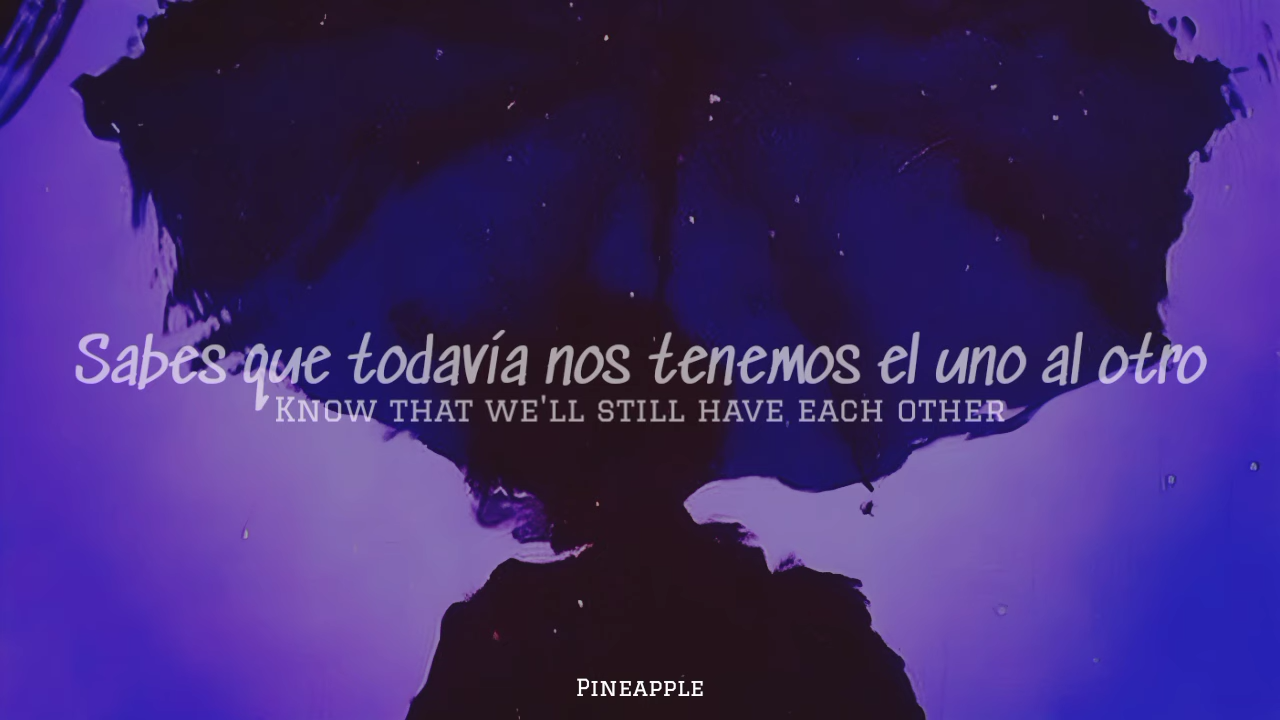 Sabes que todavía nos tenemos el uno al otro
Know that we'll still have each other
Pineapple